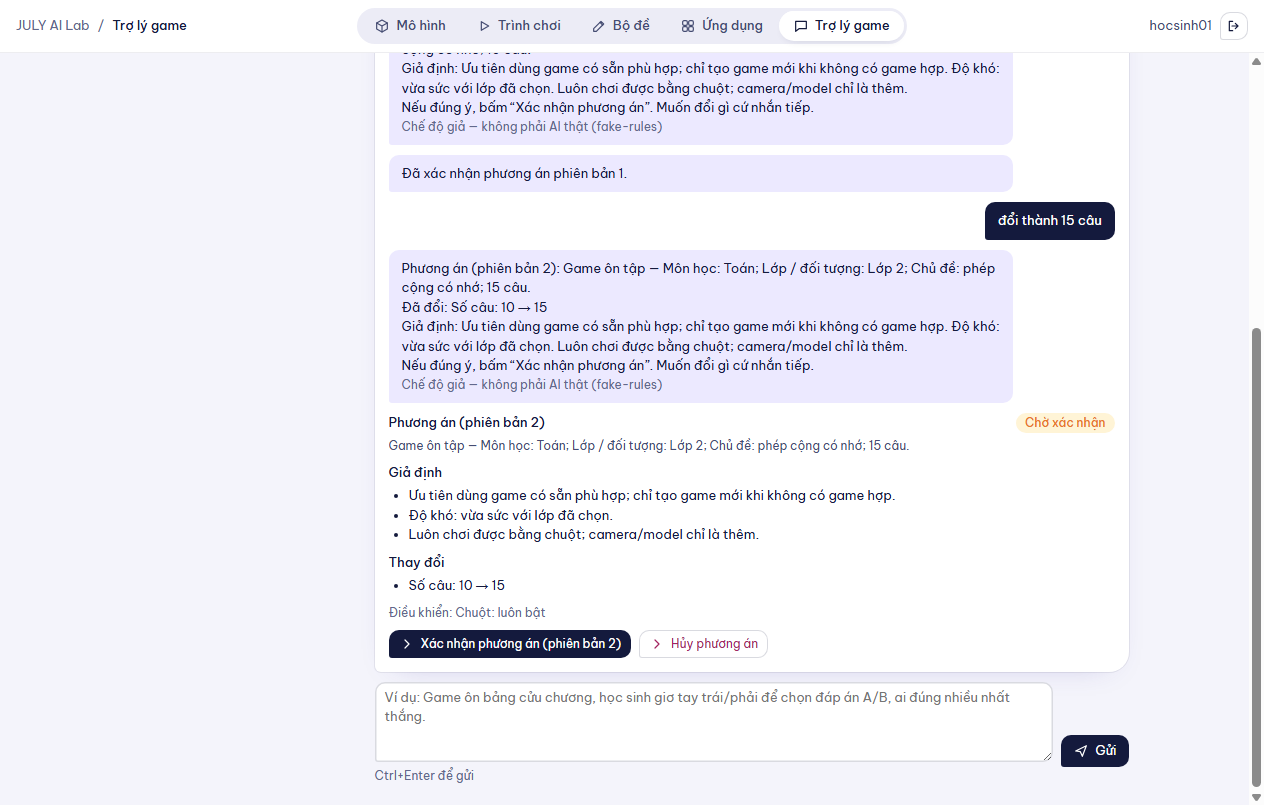 JULY AI Lab / Trợ lý game
Mô hình
Trình chơi
Bộ đề
Ứng dụng
Trợ lý game
hocsinh01
Giả định: Ưu tiên dùng game có sẵn phù hợp; chỉ tạo game mới khi không có game hợp. Độ khó:
vừa sức với lớp đã chọn. Luôn chơi được bằng chuột; camera/model chỉ là thêm.
Nếu đúng ý, bấm “Xác nhận phương án”. Muốn đổi gì cứ nhắn tiếp.
Chế độ giả — không phải AI thật (fake-rules)
Đã xác nhận phương án phiên bản 1.
đổi thành 15 câu
Phương án (phiên bản 2): Game ôn tập — Môn học: Toán; Lớp / đối tượng: Lớp 2; Chủ đề: phép
cộng có nhớ; 15 câu.
Đã đổi: Số câu: 10 → 15
Giả định: Ưu tiên dùng game có sẵn phù hợp; chỉ tạo game mới khi không có game hợp. Độ khó:
vừa sức với lớp đã chọn. Luôn chơi được bằng chuột; camera/model chỉ là thêm.
Nếu đúng ý, bấm “Xác nhận phương án”. Muốn đổi gì cứ nhắn tiếp.
Chế độ giả — không phải AI thật (fake-rules)
Phương án (phiên bản 2)
Chờ xác nhận
Game ôn tập — Môn học: Toán; Lớp / đối tượng: Lớp 2; Chủ đề: phép cộng có nhớ; 15 câu.
Giả định
• Ưu tiên dùng game có sẵn phù hợp; chỉ tạo game mới khi không có game hợp.
• Độ khó: vừa sức với lớp đã chọn.
• Luôn chơi được bằng chuột; camera/model chỉ là thêm.
Thay đổi
• Số câu: 10 → 15
Điều khiển: Chuột: luôn bật
Xác nhận phương án (phiên bản 2)
Hủy phương án
Ví dụ: Game ôn bảng cửu chương, học sinh giơ tay trái/phải để chọn đáp án A/B, ai đúng nhiều nhất
thắng.
Gửi
Ctrl+Enter để gửi